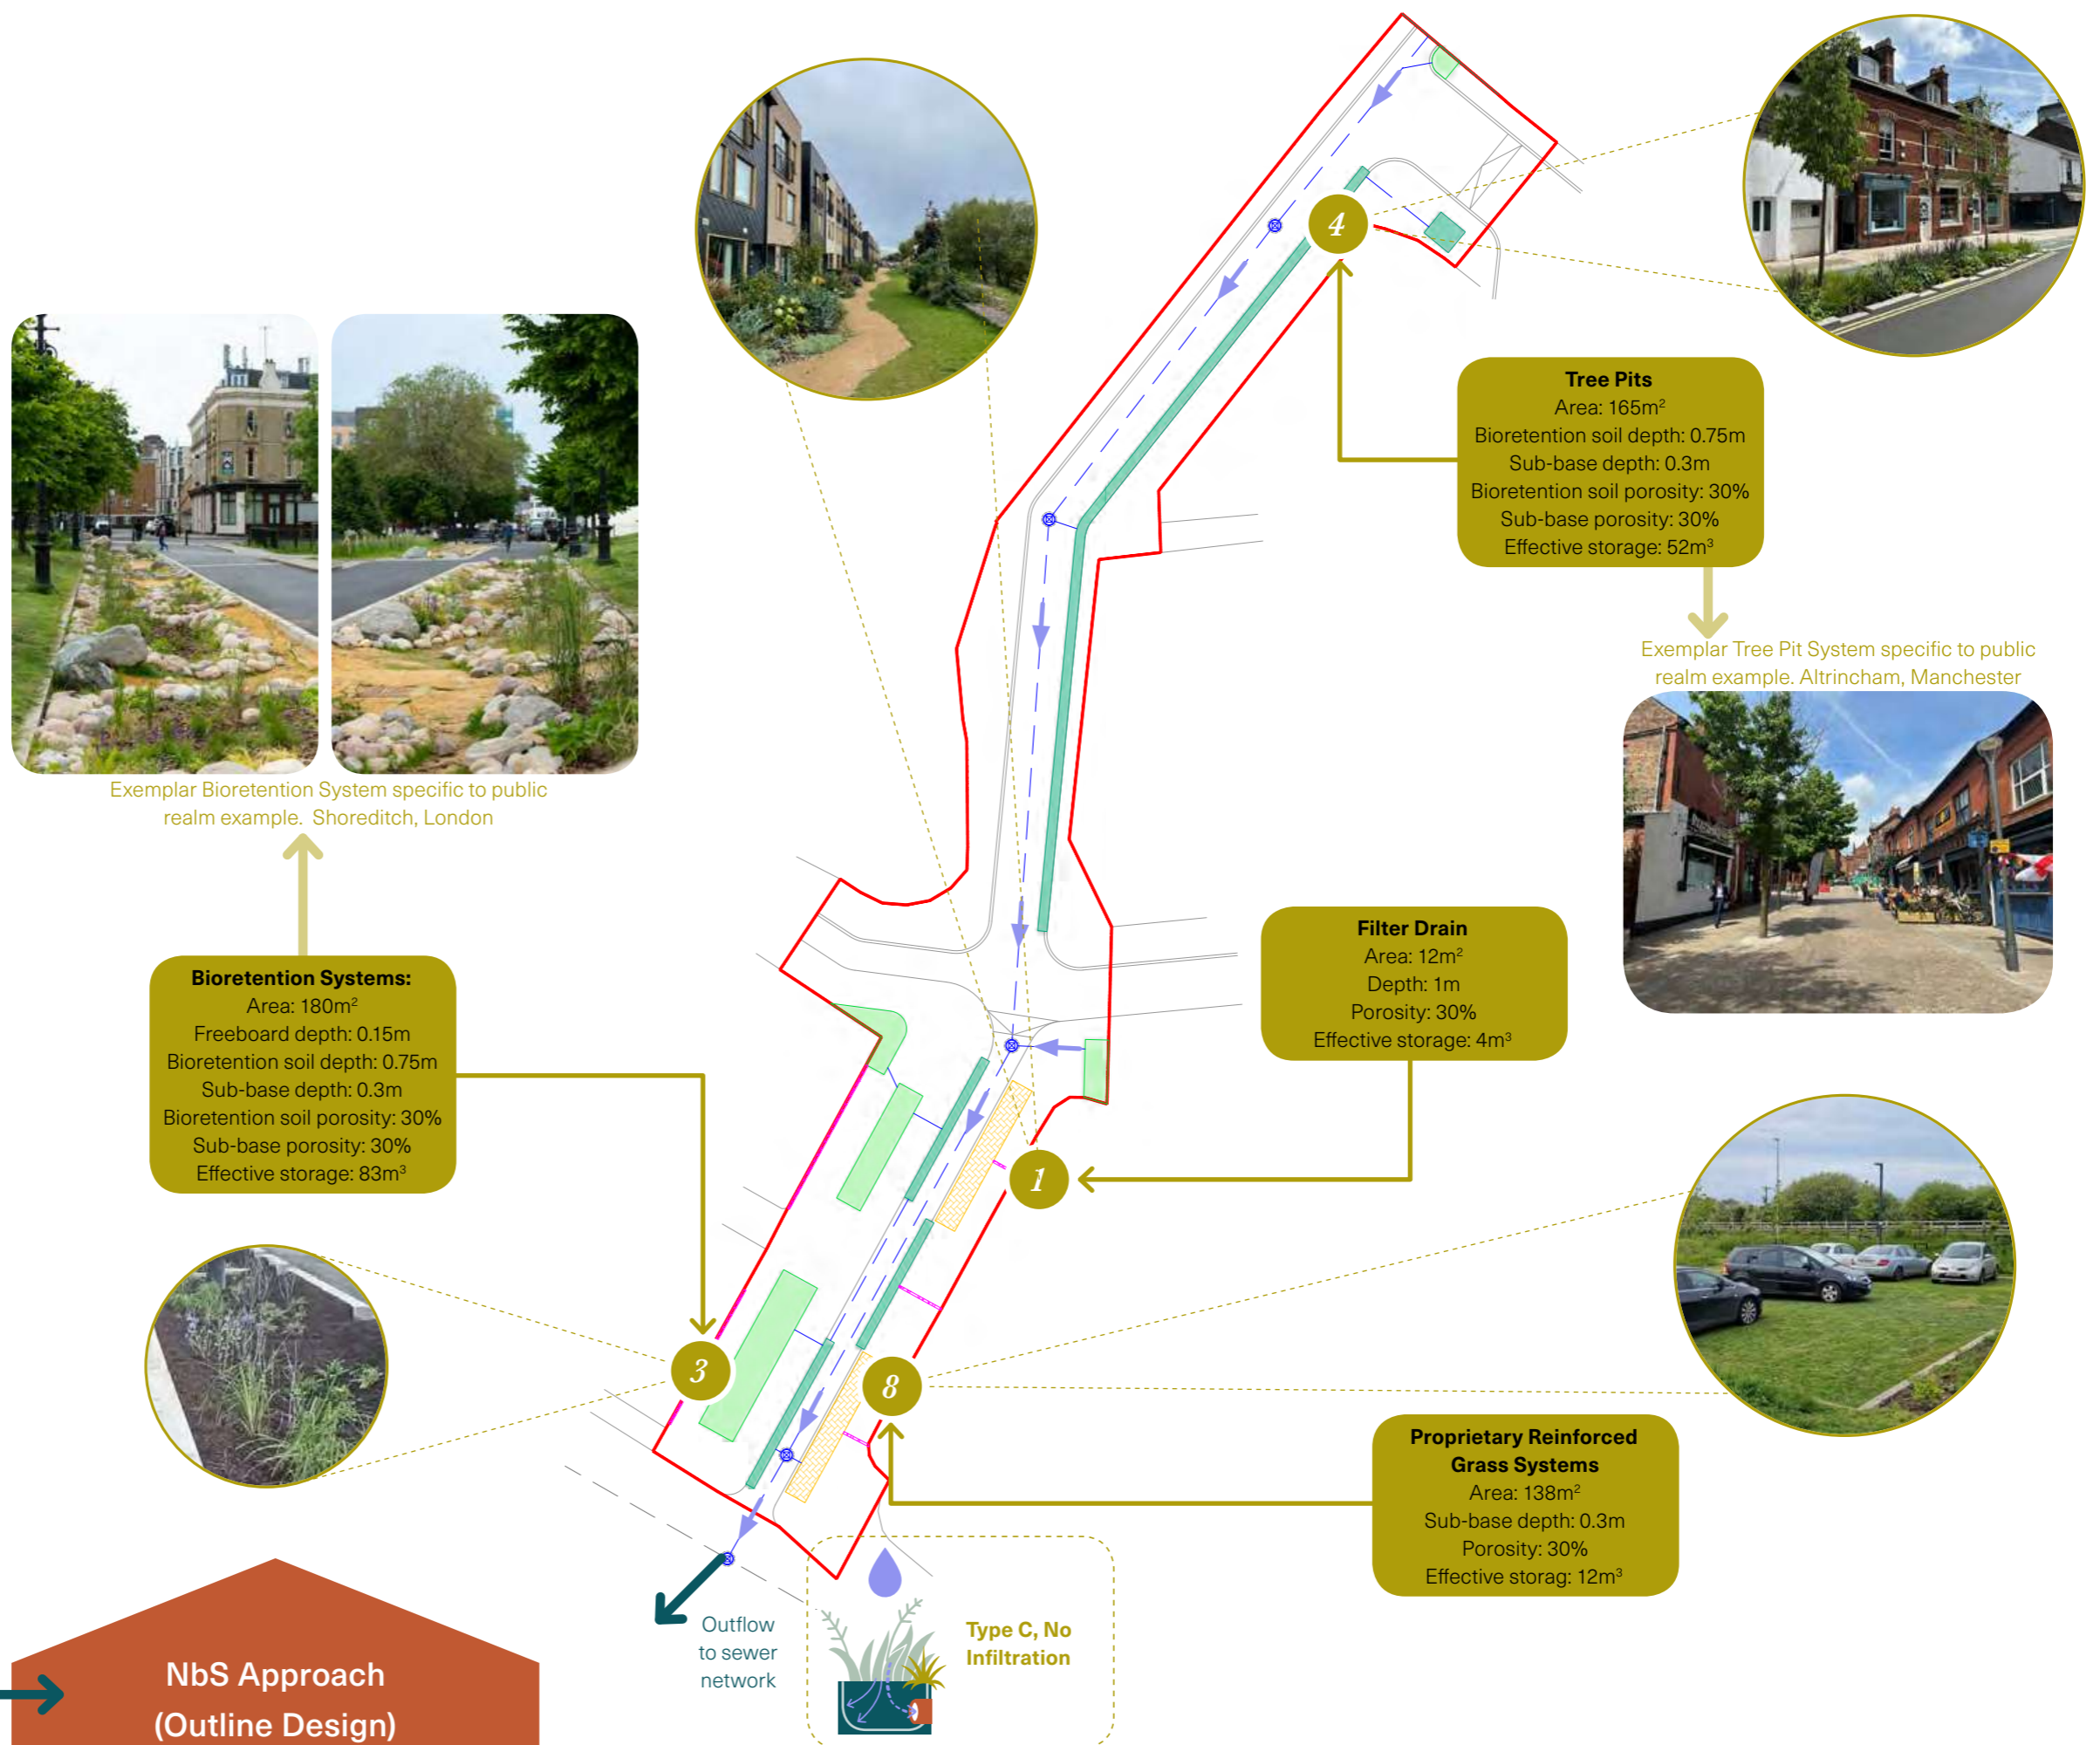 4
Tree Pits
Area: 165m²
Bioretention soil depth: 0.75m
Sub-base depth: 0.3m
Bioretention soil porosity: 30%
Sub-base porosity: 30%
Effective storage: 52m³
Exemplar Tree Pit System specific to public
realm example. Altrincham, Manchester
Exemplar Bioretention System specific to public
realm example. Shoreditch, London
Bioretention Systems:
Area: 180m²
Freeboard depth: 0.15m
Bioretention soil depth: 0.75m
Sub-base depth: 0.3m
Bioretention soil porosity: 30%
Sub-base porosity: 30%
Effective storage: 83m³
Filter Drain
Area: 12m²
Depth: 1m
Porosity: 30%
Effective storage: 4m³
1
3
8
Proprietary Reinforced
Grass Systems
Area: 138m²
Sub-base depth: 0.3m
Porosity: 30%
Effective storag: 12m³
Outflow
to sewer
network
Type C, No
Infiltration
NbS Approach
(Outline Design)